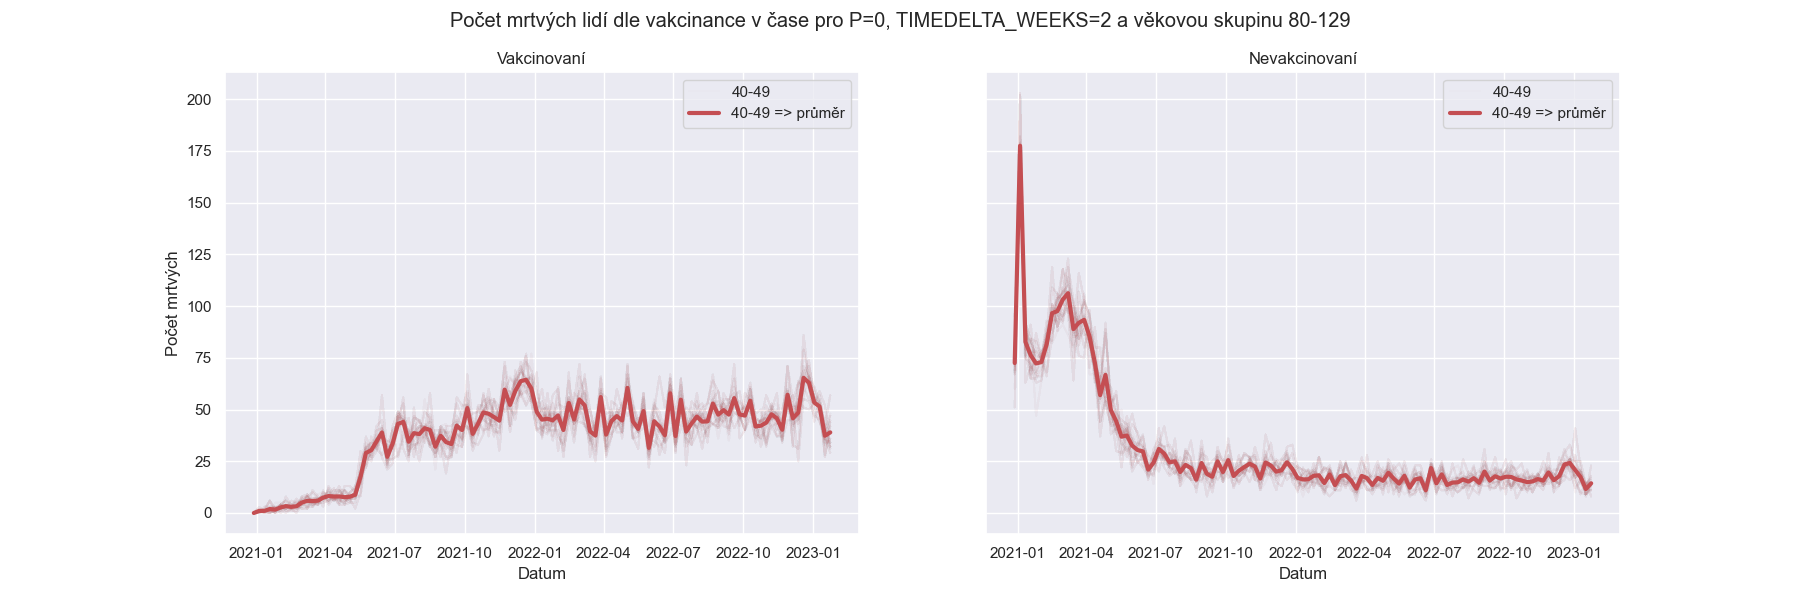 Počet mrtvých lidí dle vakcinance v čase pro P=0, TIMEDELTA_WEEKS=2 a věkovou skupinu 80-129
Vakcinovaní
Nevakcinovaní
40-49
40-49 => průměr
40-49
40-49 => průměr
Počet mrtvých
200
175
150
125
100
75
50
25
0
2021-01 2021-04 2021-07 2021-10 2022-01 2022-04 2022-07 2022-10 2023-01
2021-01 2021-04 2021-07 2021-10 2022-01 2022-04 2022-07 2022-10 2023-01
Datum
Datum